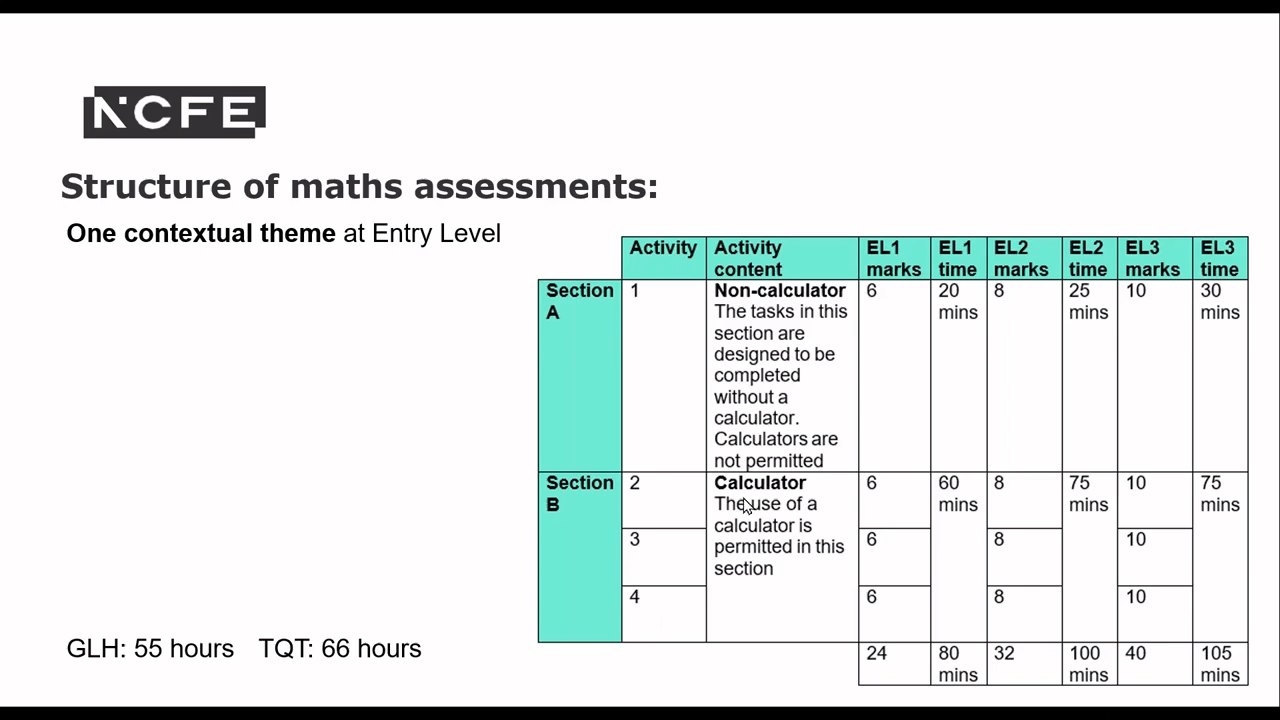 NCFE
Structure of maths assessments:
One contextual theme at Entry Level
Activity Activity content EL1 marks EL1 time EL2 marks EL2 time EL3 marks EL3 time
Section A 1 Non-calculator 6 20 mins 8 25 mins 10 30 mins
The tasks in this
section are
designed to be
completed
without a
calculator.
Calculators are
not permitted
Section B 2 Calculator 6 60 mins 8 75 mins 10 75 mins
The use of a
calculator is
permitted in this
section
3 6 8 10
4 6 8 10
24 80 mins 32 100 mins 40 105 mins
GLH: 55 hours TQT: 66 hours